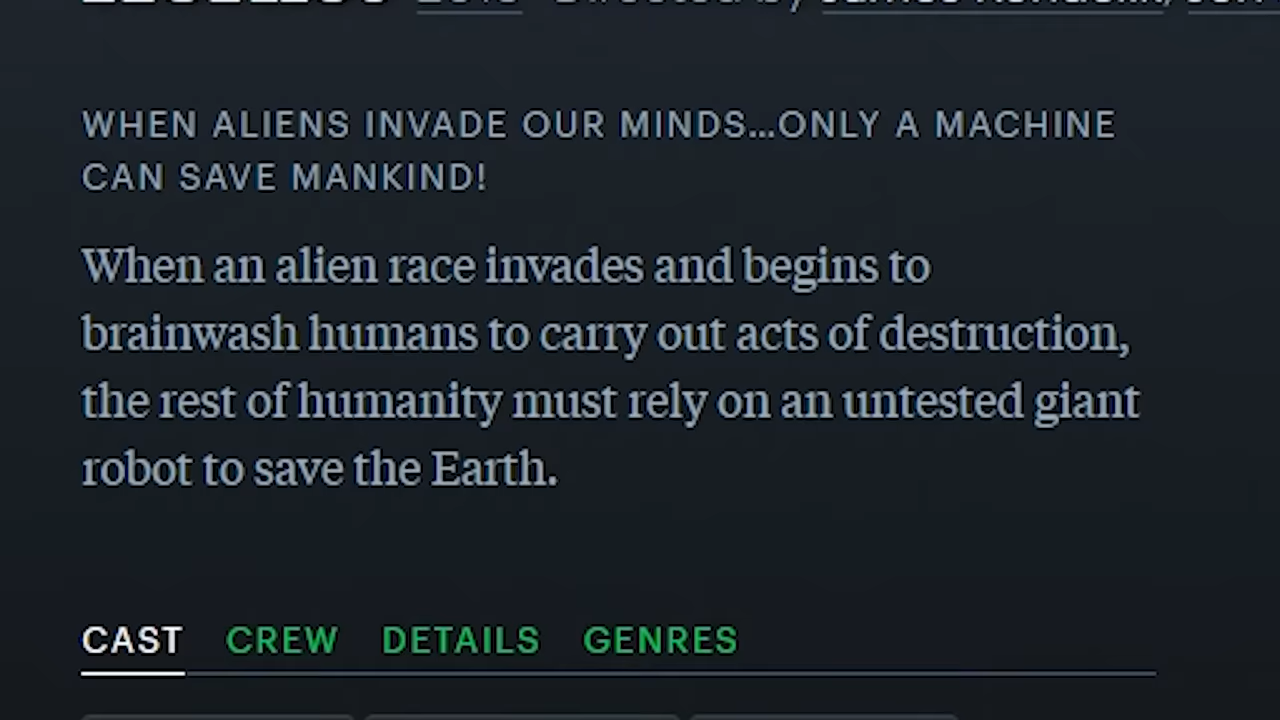 WHEN ALIENS INVADE OUR MINDS…ONLY A MACHINE
CAN SAVE MANKIND!
When an alien race invades and begins to
brainwash humans to carry out acts of destruction,
the rest of humanity must rely on an untested giant
robot to save the Earth.
CAST CREW DETAILS GENRES